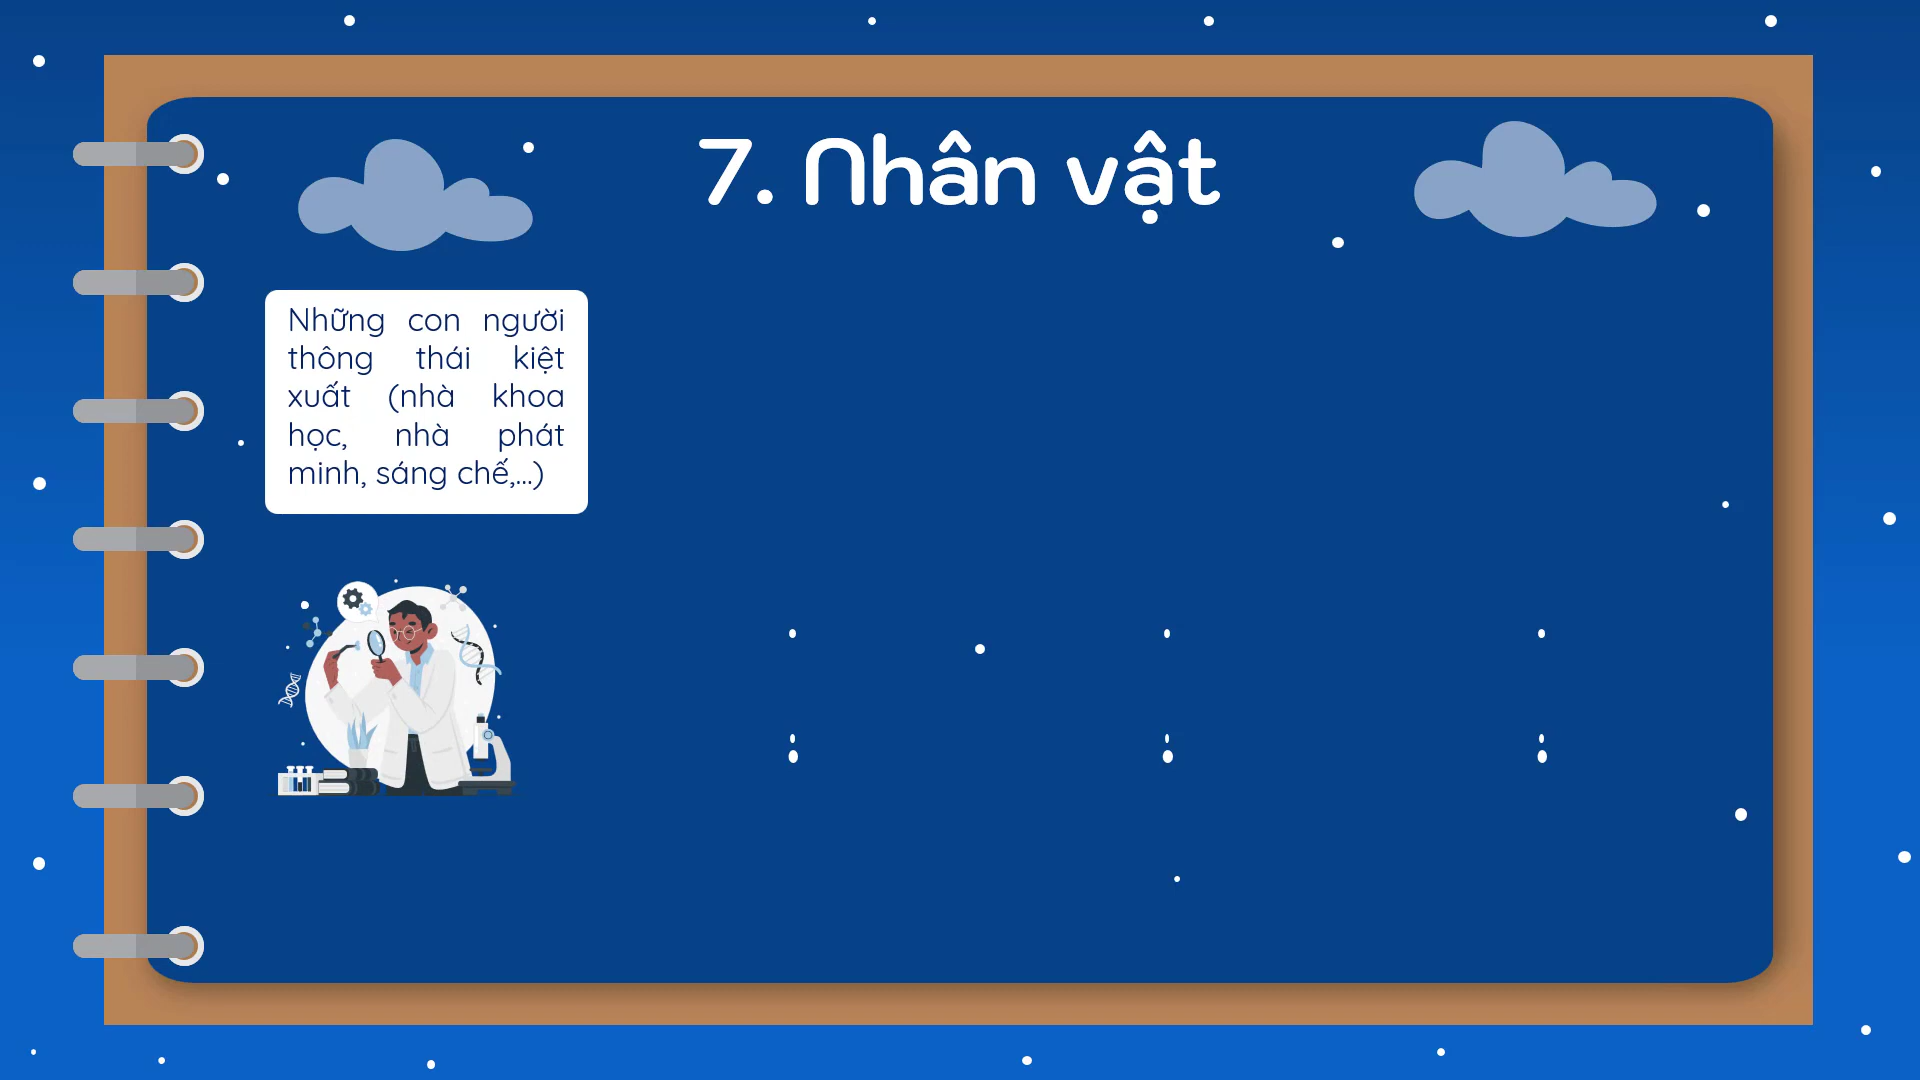 7. Nhân vật
Những con người
thông thái kiệt
xuất (nhà khoa
học, nhà phát
minh, sáng chế,...)